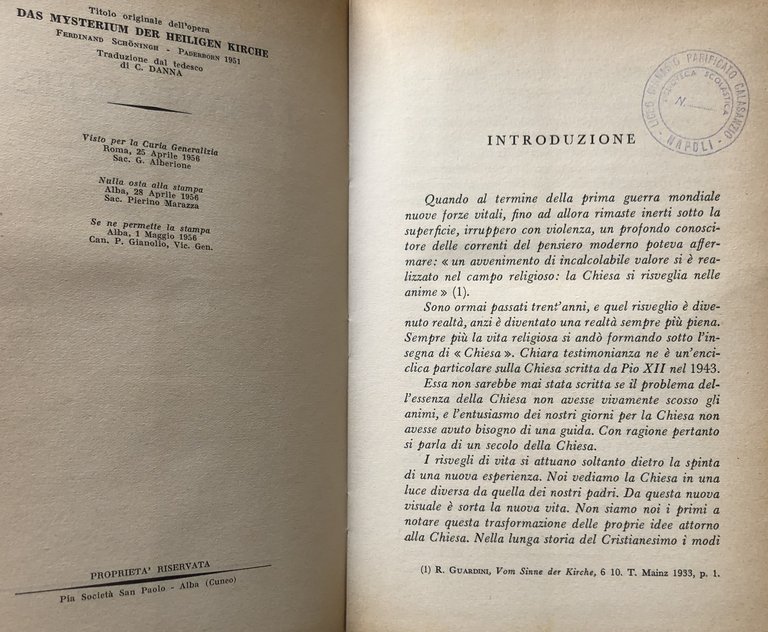 Titolo originale dell'opera
DAS MYSTERIUM DER HEILIGEN KIRCHE
FERDINAND SCHÖNINGH - PADERBORN 1951
Traduzione dal tedesco
di C. DANNA
Visto per la Curia Generalizia
Roma, 25 Aprile 1956
Sac. G. Alberione
Nulla osta alla stampa
Alba, 28 Aprile 1956
Sac. Pierino Marazza
Se ne permette la stampa
Alba, 1 Maggio 1956
Can. P. Gianolio, Vic. Gen.
PROPRIETA' RISERVATA
Pia Società San Paolo - Alba (Cuneo)
LICEO GINNASIO PARIFICATO CALASANZIO
NAPOLI
BIBLIOTECA SCOLASTICA
N.
INTRODUZIONE
Quando al termine della prima guerra mondiale
nuove forze vitali, fino ad allora rimaste inerti sotto la
superficie, irruppero con violenza, un profondo conosci-
tore delle correnti del pensiero moderno poteva affer-
mare: « un avvenimento di incalcolabile valore si è rea-
lizzato nel campo religioso: la Chiesa si risveglia nelle
anime » (1).
Sono ormai passati trent'anni, e quel risveglio è dive-
nuto realtà, anzi è diventato una realtà sempre più piena.
Sempre più la vita religiosa si andò formando sotto l'in-
segna di « Chiesa ». Chiara testimonianza ne è un'enci-
clica particolare sulla Chiesa scritta da Pio XII nel 1943.
Essa non sarebbe mai stata scritta se il problema del-
l'essenza della Chiesa non avesse vivamente scosso gli
animi, e l'entusiasmo dei nostri giorni per la Chiesa non
avesse avuto bisogno di una guida. Con ragione pertanto
si parla di un secolo della Chiesa.
I risvegli di vita si attuano soltanto dietro la spinta
di una nuova esperienza. Noi vediamo la Chiesa in una
luce diversa da quella dei nostri padri. Da questa nuova
visuale è sorta la nuova vita. Non siamo noi i primi a
notare questa trasformazione delle proprie idee attorno
alla Chiesa. Nella lunga storia del Cristianesimo i modi
(1) R. GUARDINI, Vom Sinne der Kirche, 6 10. T. Mainz 1933, p. 1.